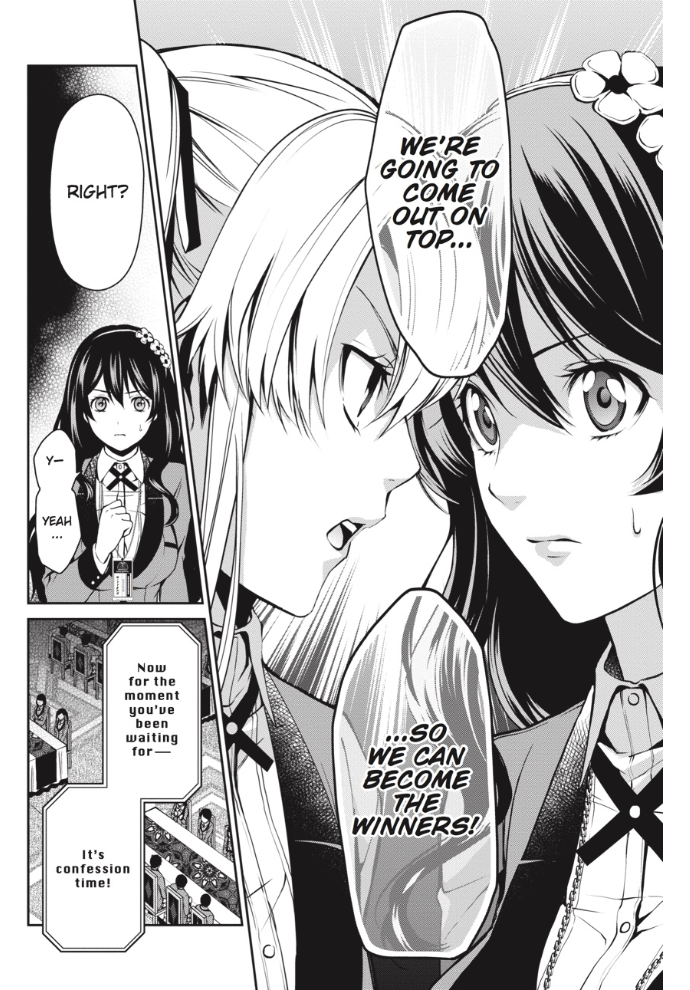 WE'RE
GOING TO
COME
OUT ON
TOP...
...SO
WE CAN
BECOME
THE
WINNERS!
RIGHT?
Y—
YEAH
...
Now
for the
moment
you've
been
waiting
for—
It's
confession
time!